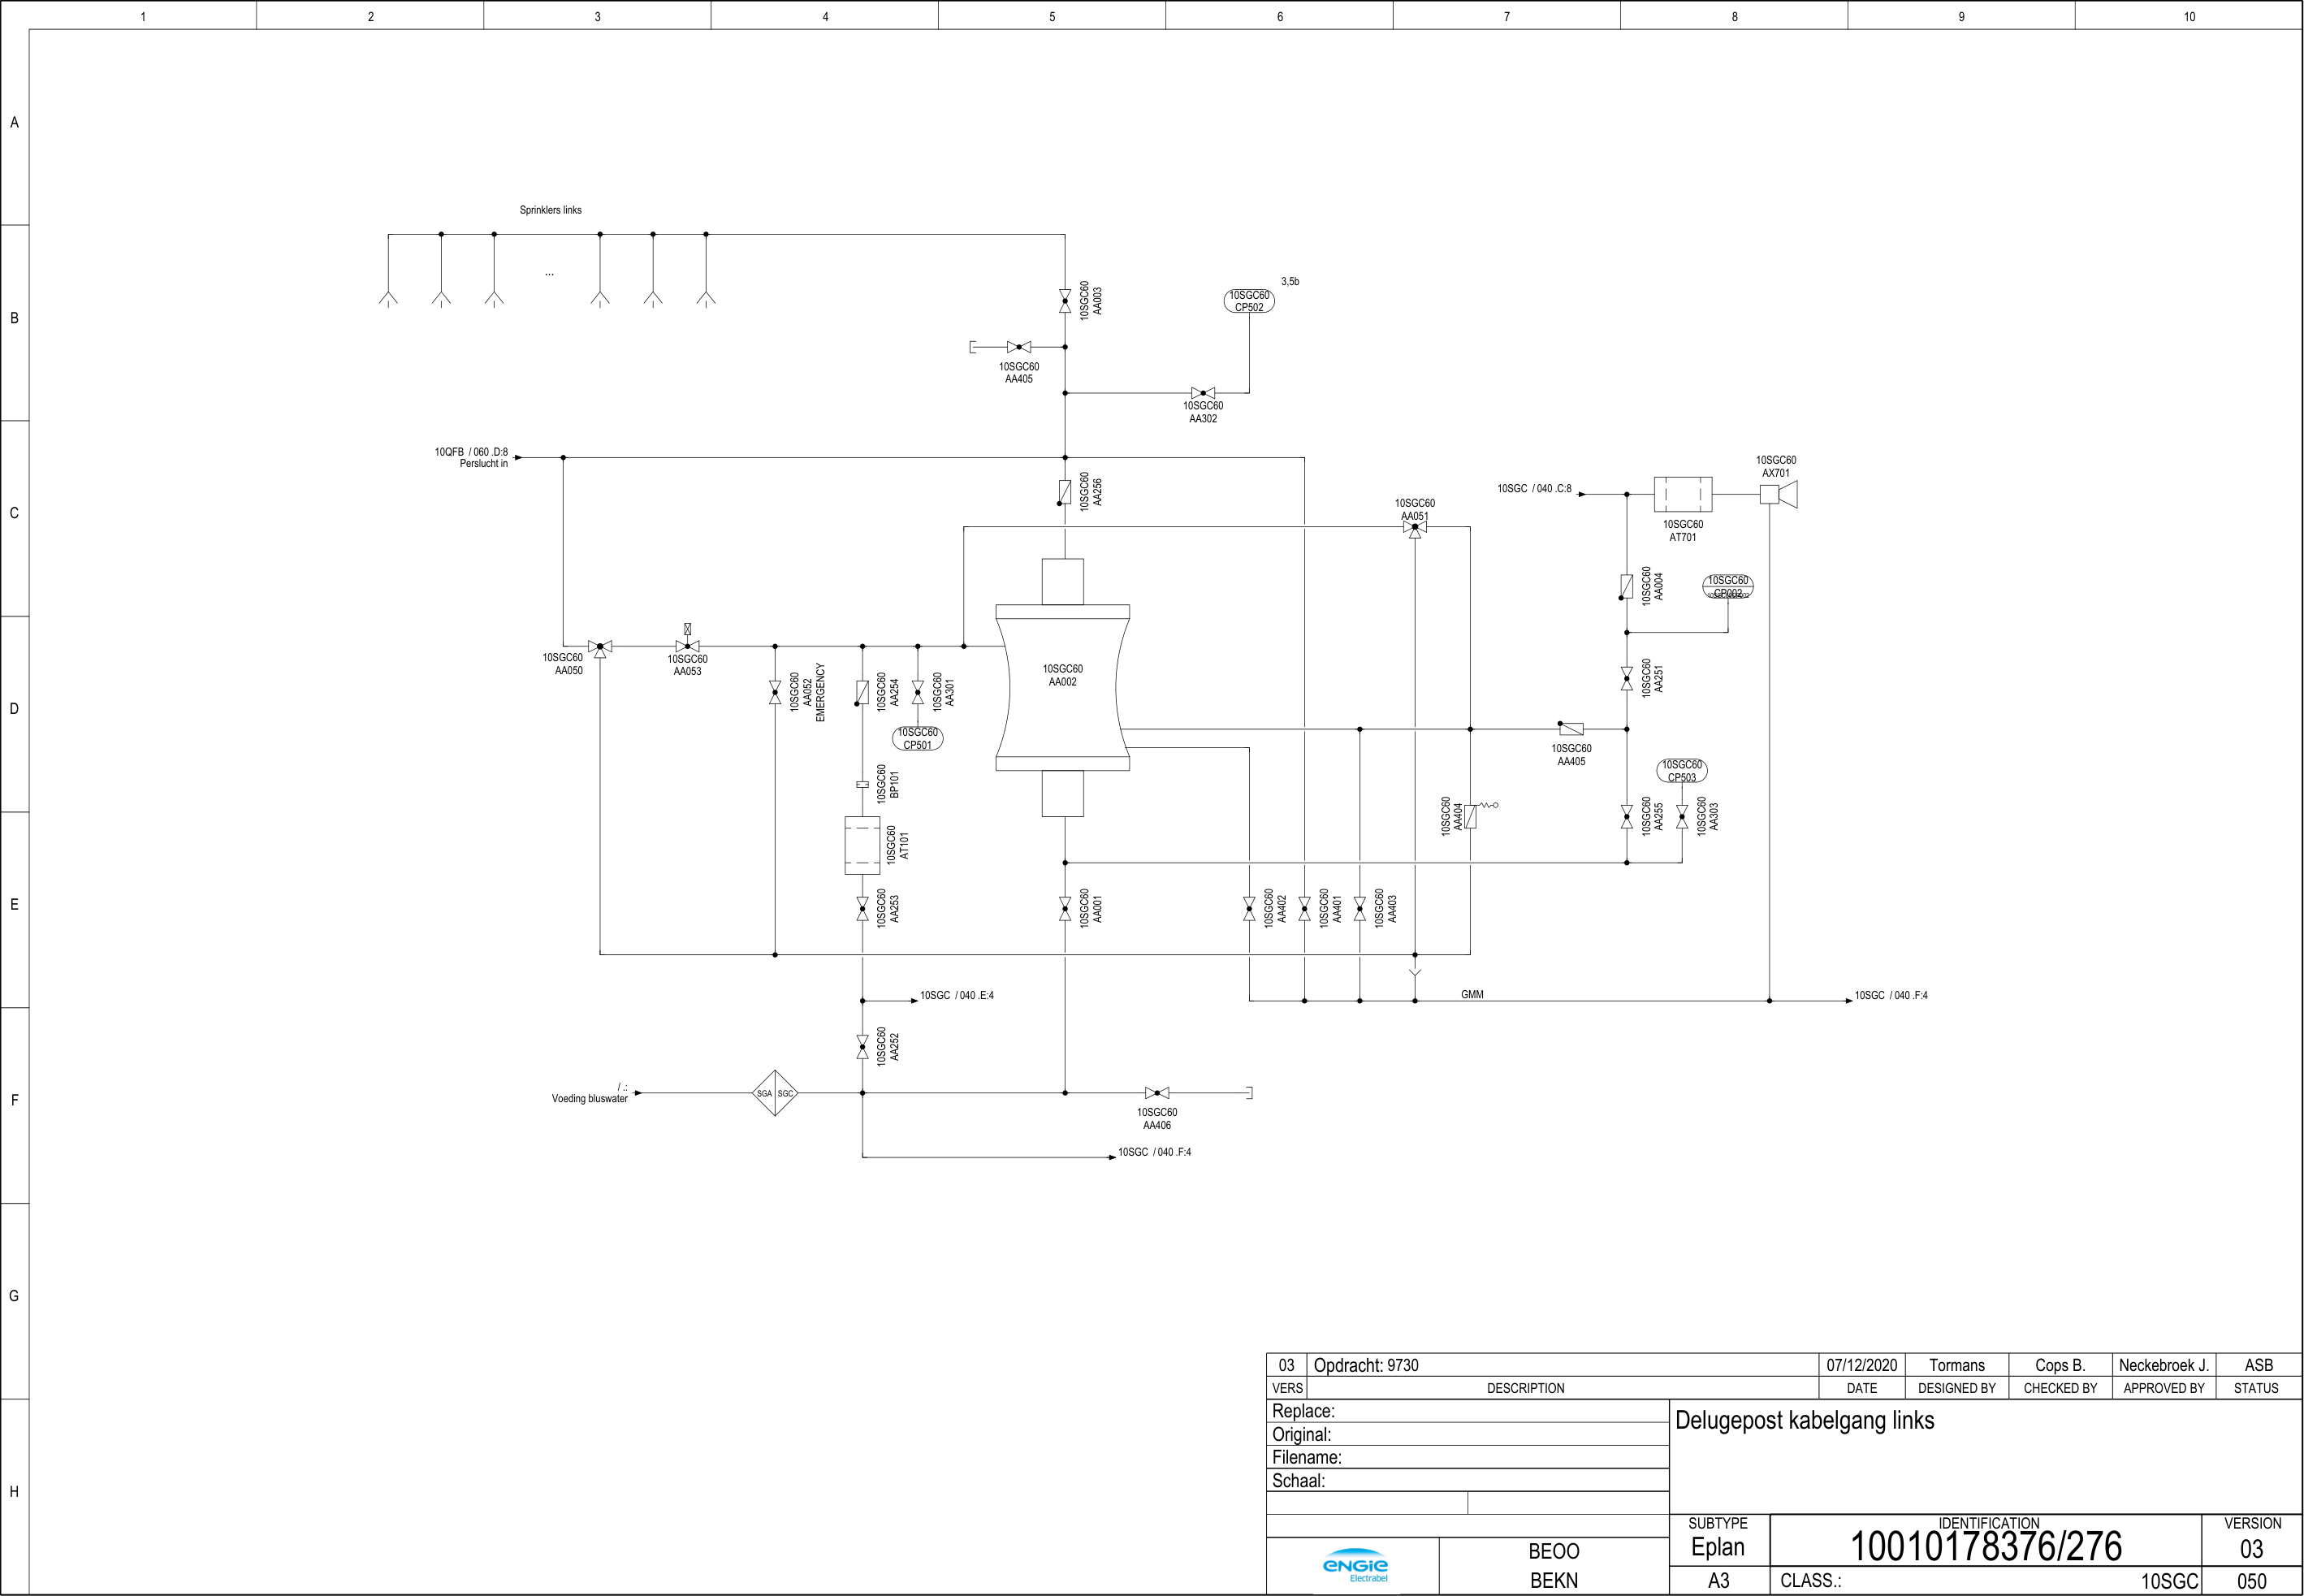 1 2 3 4 5 6 7 8 9 10
A
B
C
D
E
F
G
H
Sprinklers links
...
10SGC60
AA003
3,5b
10SGC60
CP502
10SGC60
AA405
10SGC60
AA302
10QFB / 060 .D:8
Perslucht in
10SGC60
AA256
10SGC60
AA051
10SGC / 040 .C:8
10SGC60
AX701
10SGC60
AT701
10SGC60
AA004
10SGC60
CP002
10SGC60
AA050
10SGC60
AA053
10SGC60
AA052
EMERGENCY
10SGC60
AA254
10SGC60
AA301
10SGC60
CP501
10SGC60
AA002
10SGC60
AA251
10SGC60
AA405
10SGC60
CP503
10SGC60
BP101
10SGC60
AT101
10SGC60
AA404
10SGC60
AA255
10SGC60
AA303
10SGC60
AA253
10SGC60
AA001
10SGC60
AA402
10SGC60
AA401
10SGC60
AA403
10SGC / 040 .E:4
GMM
10SGC / 040 .F:4
10SGC60
AA252
/ .:
Voeding bluswater
SGA SGC
10SGC60
AA406
10SGC / 040 .F:4
03 Opdracht: 9730 07/12/2020 Tormans Cops B. Neckebroek J. ASB
VERS DESCRIPTION DATE DESIGNED BY CHECKED BY APPROVED BY STATUS
Replace:
Original:
Filename:
Schaal:
Delugepost kabelgang links
SUBTYPE IDENTIFICATION VERSION
Eplan 10010178376/276 03
ENGIE
Electrabel
BEOO
BEKN
A3 CLASS.: 10SGC 050